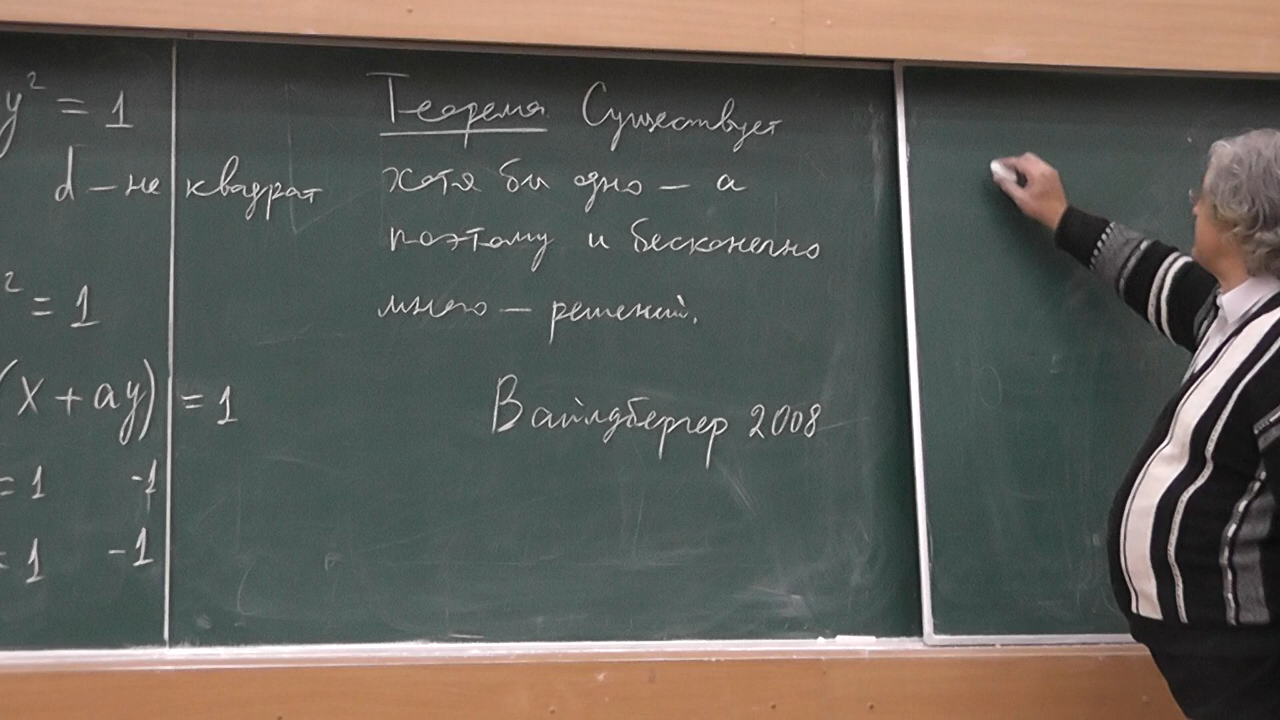 y² = 1
d – не квадрат
² = 1
(x + ay) = 1
= 1 -1
= 1 -1
Теорема Существует
хотя бы одно – а
поэтому и бесконечно
много – решений.
Вайлдбергер 2008